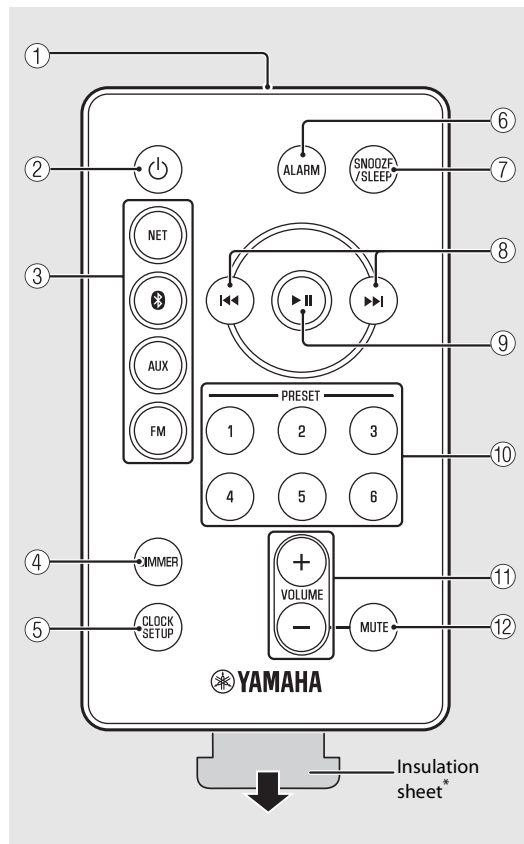 ①
⑥
②
ALARM
SNOOZE
/SLEEP
⑦
NET
③
⑧
AUX
⑨
FM
PRESET
1 2 3
⑩
4 5 6
④
DIMMER
+
⑪
VOLUME
⑤
CLOCK
SETUP
−
MUTE
⑫
YAMAHA
Insulation
sheet*